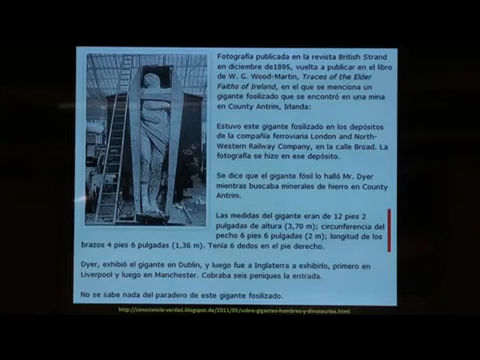 Fotografía publicada en la revista British Strand
en diciembre de1895, vuelta a publicar en el libro
de W. G. Wood-Martin, Traces of the Elder
Faiths of Ireland, en el que se menciona un
gigante fosilizado que se encontró en una mina
en County Antrim, Irlanda:
Estuvo este gigante fosilizado en los depósitos
de la compañía ferroviaria London and North-
Western Railway Company, en la calle Broad. La
fotografía se hizo en ese depósito.
Se dice que el gigante fósil lo halló Mr. Dyer
mientras buscaba minerales de hierro en County
Antrim.
Las medidas del gigante eran de 12 pies 2
pulgadas de altura (3,70 m); circunferencia del
pecho 6 pies 6 pulgadas (2 m); longitud de los
brazos 4 pies 6 pulgadas (1,36 m). Tenía 6 dedos en el pie derecho.
Dyer, exhibió el gigante en Dublin, y luego fue a Inglaterra a exhibirlo, primero en
Liverpool y luego en Manchester. Cobraba seis peniques la entrada.
No se sabe nada del paradero de este gigante fosilizado.
http://consciencia-verdad.blogspot.de/2011/05/sobre-gigantes-hombres-y-dinosaurios.html